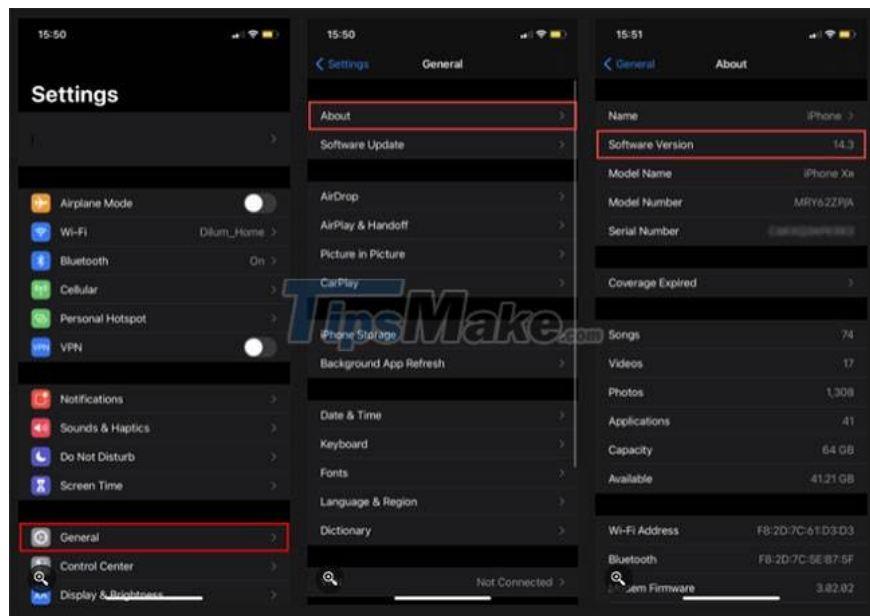 15:50
Settings
Airplane Mode
Wi-Fi Dilum_Home
Bluetooth On
Cellular
Personal Hotspot
VPN VPN
Notifications
Sounds & Haptics
Do Not Disturb
Screen Time
General
Control Center
AA Display & Brightness
15:50
Settings General
About
Software Update
AirDrop
AirPlay & Handoff
Picture in Picture
CarPlay
iPhone Storage
Background App Refresh
Date & Time
Keyboard
Fonts
Language & Region
Dictionary
Not Connected
15:51
General About
Name iPhone
Software Version 14.3
Model Name iPhone XR
Model Number MRY62ZP/A
Serial Number
Coverage Expired
Songs 74
Videos 17
Photos 1,308
Applications 41
Capacity 64 GB
Available 41.21 GB
Wi-Fi Address F8:2D:7C:61:D3:D3
Bluetooth F8:2D:7C:5E:B7:5F
Firmware 3.02.02
TipsMake.com